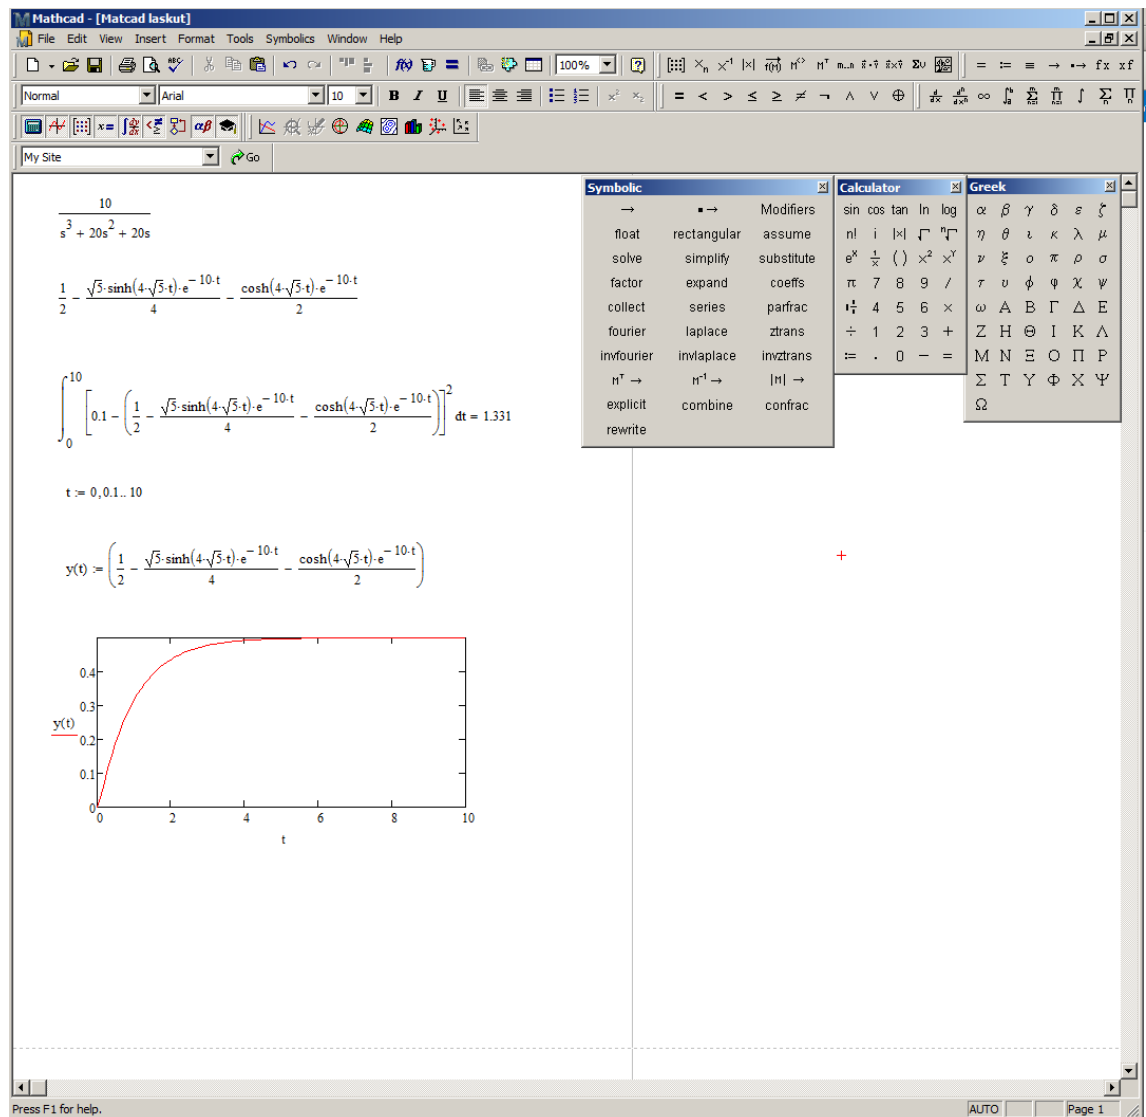 Mathcad - [Matcad laskut]
File Edit View Insert Format Tools Symbolics Window Help
100%
Normal Arial 10 B I U
My Site Go
10
s^3 + 20s^2 + 20s
1/2 - √5·sinh(4·√5·t)·e^(- 10·t)/4 - cosh(4·√5·t)·e^(- 10·t)/2
∫_0^10 [0.1 - (1/2 - √5·sinh(4·√5·t)·e^(- 10·t)/4 - cosh(4·√5·t)·e^(- 10·t)/2)]^2 dt = 1.331
t := 0, 0.1.. 10
y(t) := (1/2 - √5·sinh(4·√5·t)·e^(- 10·t)/4 - cosh(4·√5·t)·e^(- 10·t)/2)
0.4
0.3
y(t)
0.2
0.1
0
0 2 4 6 8 10
t
Symbolic
→ ▪ → Modifiers
float rectangular assume
solve simplify substitute
factor expand coeffs
collect series parfrac
fourier laplace ztrans
invfourier invlaplace invztrans
M^T → M^-1 → |M| →
explicit combine confrac
rewrite
Calculator
sin cos tan ln log
n! i |×| √ ⁿ√
e^x 1/x ( ) ×² ×^Y
π 7 8 9 /
4 5 6 ×
÷ 1 2 3 +
:= . 0 − =
Greek
α β γ δ ε ζ
η θ ι κ λ μ
ν ξ ο π ρ σ
τ υ ϕ φ χ ψ
ω Α Β Γ Δ Ε
Ζ Η Θ Ι Κ Λ
Μ Ν Ξ Ο Π Ρ
Σ Τ Υ Φ Χ Ψ
Ω
Press F1 for help.
AUTO Page 1